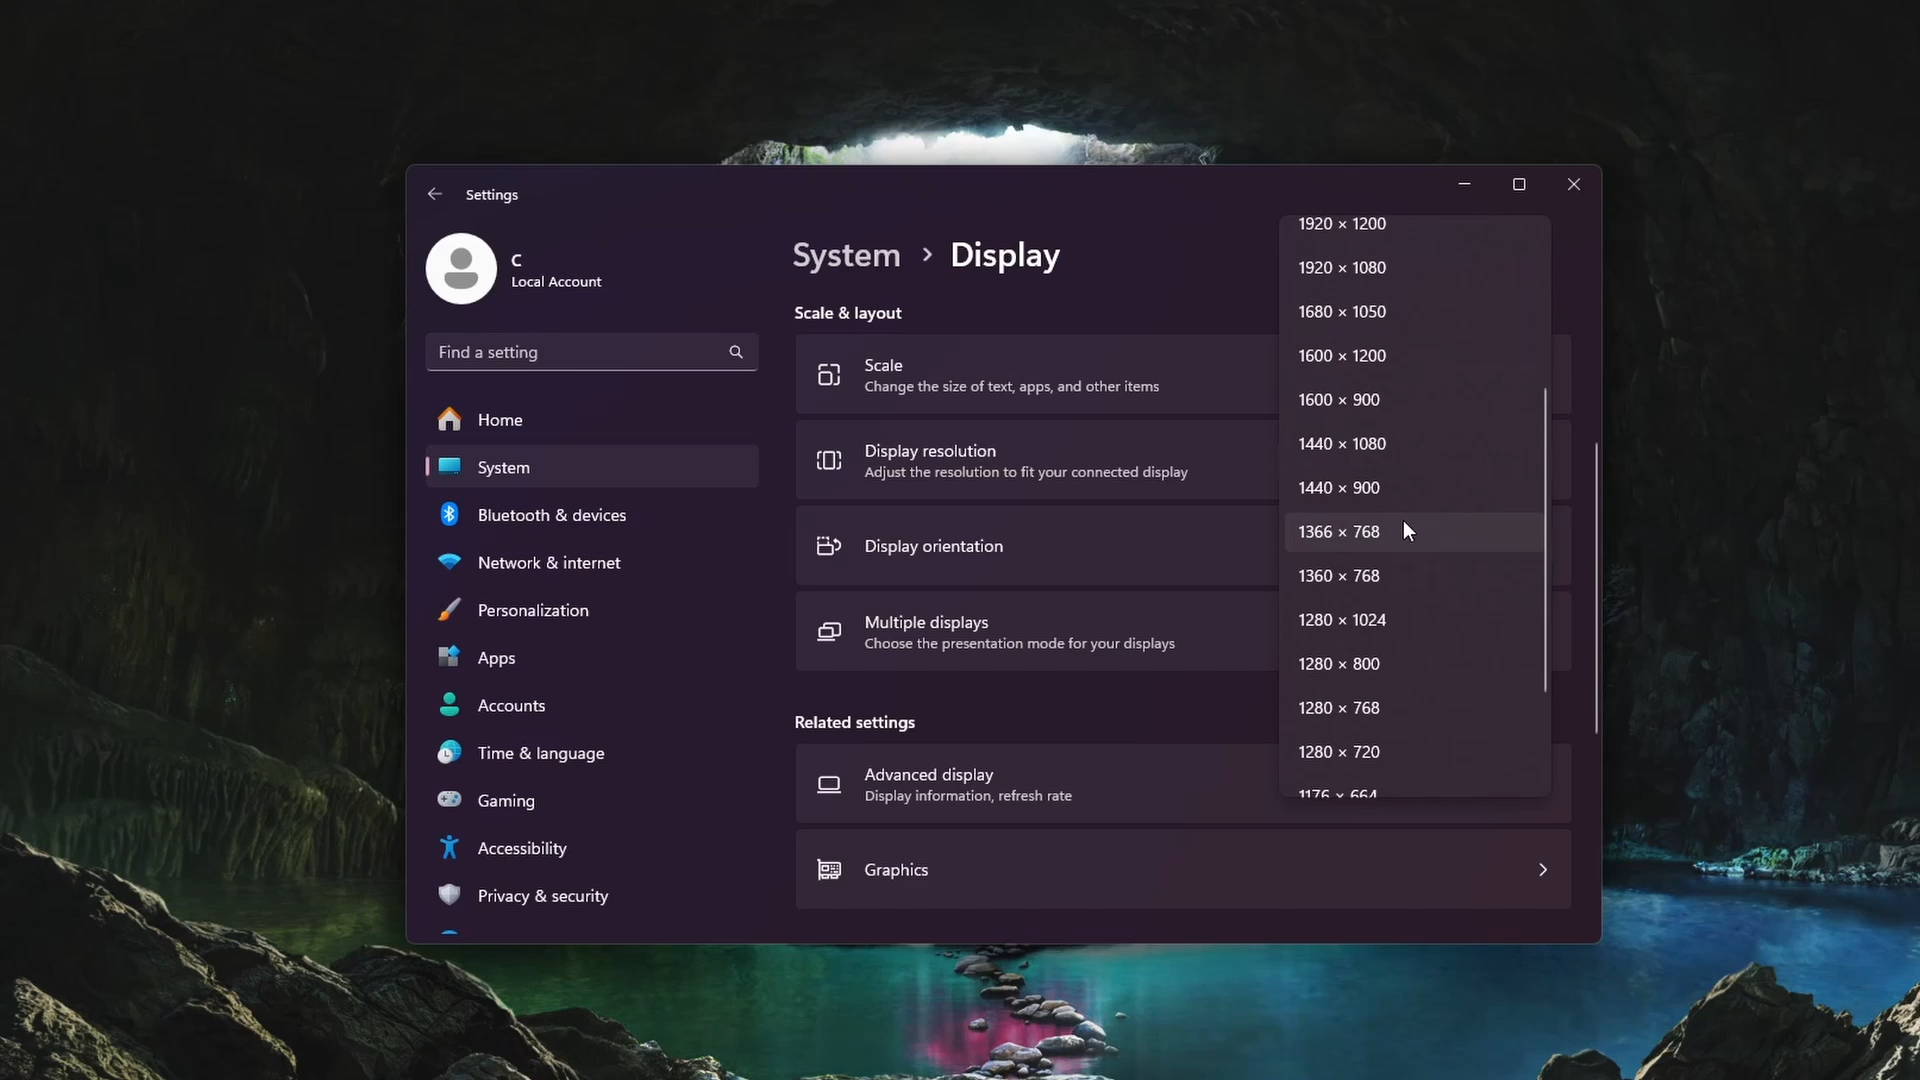 Settings
C
Local Account
Find a setting
Home
System
Bluetooth & devices
Network & internet
Personalization
Apps
Accounts
Time & language
Gaming
Accessibility
Privacy & security
System › Display
Scale & layout
Scale
Change the size of text, apps, and other items
Display resolution
Adjust the resolution to fit your connected display
Display orientation
Multiple displays
Choose the presentation mode for your displays
Related settings
Advanced display
Display information, refresh rate
Graphics
1920 × 1200
1920 × 1080
1680 × 1050
1600 × 1200
1600 × 900
1440 × 1080
1440 × 900
1366 × 768
1360 × 768
1280 × 1024
1280 × 800
1280 × 768
1280 × 720
1176 × 664